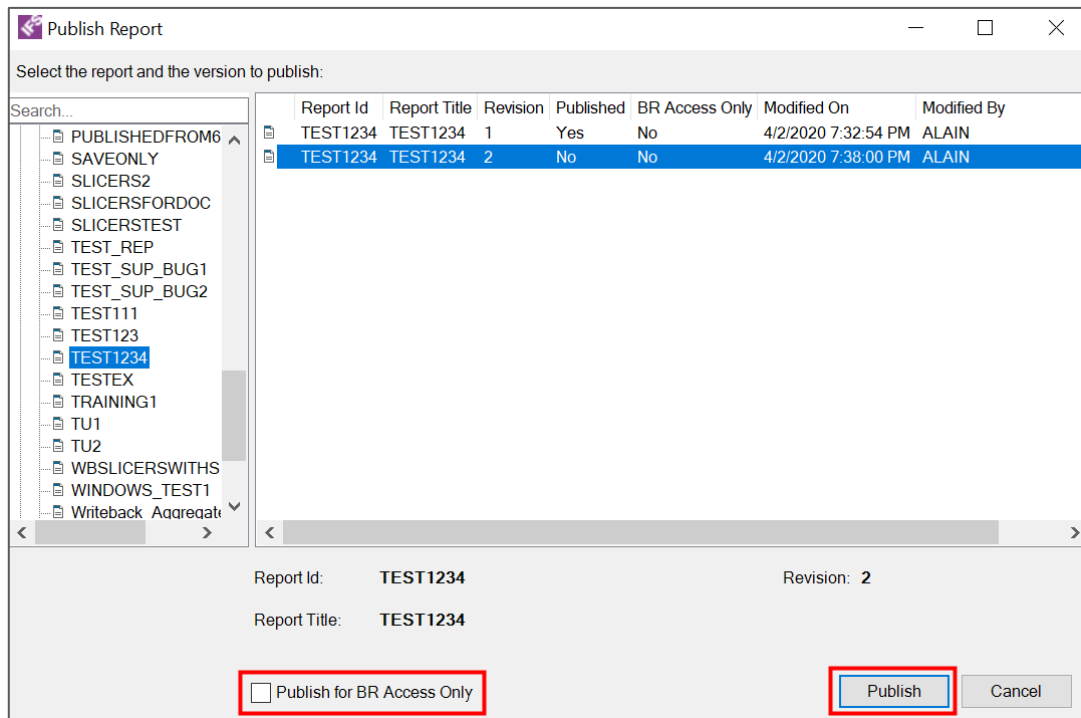 IFS
Publish Report
Select the report and the version to publish:
Search...
PUBLISHEDFROM6
SAVEONLY
SLICERS2
SLICERSFORDOC
SLICERSTEST
TEST_REP
TEST_SUP_BUG1
TEST_SUP_BUG2
TEST111
TEST123
TEST1234
TESTEX
TRAINING1
TU1
TU2
WBSLICERSWITHS
WINDOWS_TEST1
Writeback_Aggregate
Report Id Report Title Revision Published BR Access Only Modified On Modified By
TEST1234 TEST1234 1 Yes No 4/2/2020 7:32:54 PM ALAIN
TEST1234 TEST1234 2 No No 4/2/2020 7:38:00 PM ALAIN
Report Id: TEST1234 Revision: 2
Report Title: TEST1234
Publish for BR Access Only Publish Cancel